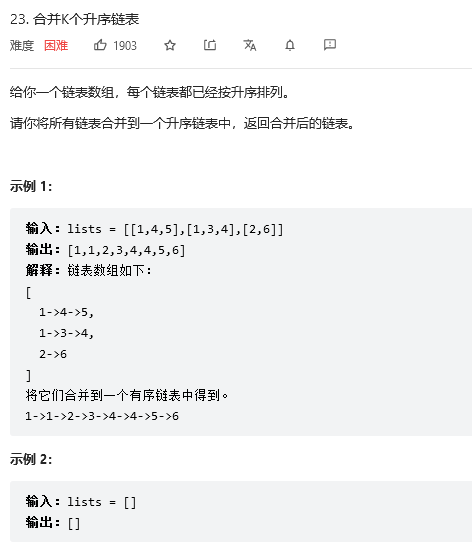 23. 合并K个升序链表
难度 困难 1903
给你一个链表数组，每个链表都已经按升序排列。
请你将所有链表合并到一个升序链表中，返回合并后的链表。
示例 1：
输入：lists = [[1,4,5],[1,3,4],[2,6]]
输出：[1,1,2,3,4,4,5,6]
解释：链表数组如下：
[
  1->4->5,
  1->3->4,
  2->6
]
将它们合并到一个有序链表中得到。
1->1->2->3->4->4->5->6
示例 2：
输入：lists = []
输出：[]